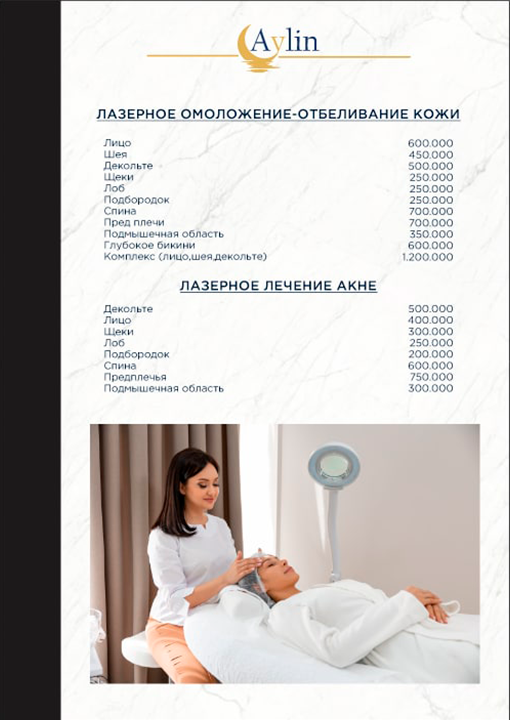 Aylin
ЛАЗЕРНОЕ ОМОЛОЖЕНИЕ-ОТБЕЛИВАНИЕ КОЖИ
Лицо 600.000
Шея 450.000
Декольте 500.000
Щеки 250.000
Лоб 250.000
Подбородок 250.000
Спина 700.000
Пред плечи 700.000
Подмышечная область 350.000
Глубокое бикини 600.000
Комплекс (лицо,шея,декольте) 1.200.000
ЛАЗЕРНОЕ ЛЕЧЕНИЕ АКНЕ
Декольте 500.000
Лицо 400.000
Щеки 300.000
Лоб 250.000
Подбородок 200.000
Спина 600.000
Предплечья 750.000
Подмышечная область 300.000